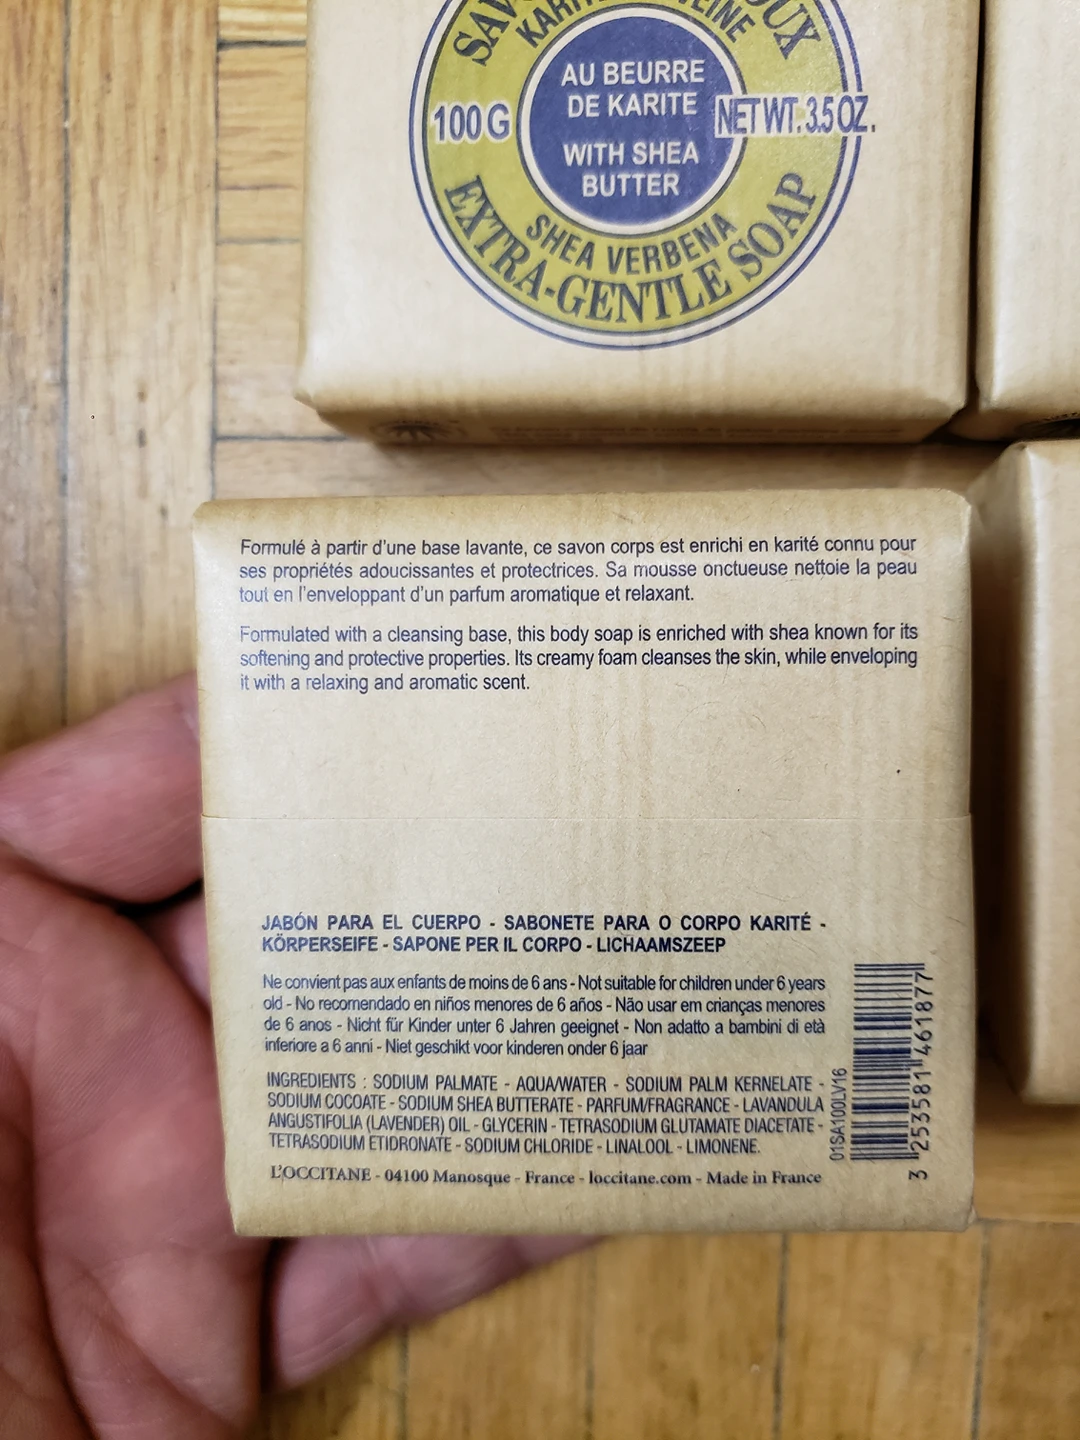 KARITÉ
AU BEURRE
DE KARITE
100G
NET WT. 3.5 OZ.
WITH SHEA
BUTTER
SHEA VERBENA
EXTRA-GENTLE SOAP
Formulé à partir d'une base lavante, ce savon corps est enrichi en karité connu pour
ses propriétés adoucissantes et protectrices. Sa mousse onctueuse nettoie la peau
tout en l'enveloppant d'un parfum aromatique et relaxant.
Formulated with a cleansing base, this body soap is enriched with shea known for its
softening and protective properties. Its creamy foam cleanses the skin, while enveloping
it with a relaxing and aromatic scent.
JABÓN PARA EL CUERPO - SABONETE PARA O CORPO KARITÉ -
KÖRPERSEIFE - SAPONE PER IL CORPO - LICHAAMSZEEP
Ne convient pas aux enfants de moins de 6 ans - Not suitable for children under 6 years
old - No recomendado en niños menores de 6 años - Não usar em crianças menores
de 6 anos - Nicht für Kinder unter 6 Jahren geeignet - Non adatto a bambini di età
inferiore a 6 anni - Niet geschikt voor kinderen onder 6 jaar
INGREDIENTS : SODIUM PALMATE - AQUA/WATER - SODIUM PALM KERNELATE -
SODIUM COCOATE - SODIUM SHEA BUTTERATE - PARFUM/FRAGRANCE - LAVANDULA
ANGUSTIFOLIA (LAVENDER) OIL - GLYCERIN - TETRASODIUM GLUTAMATE DIACETATE -
TETRASODIUM ETIDRONATE - SODIUM CHLORIDE - LINALOOL - LIMONENE.
L'OCCITANE - 04100 Manosque - France - loccitane.com - Made in France
01SA100LV16
3 253581 461877